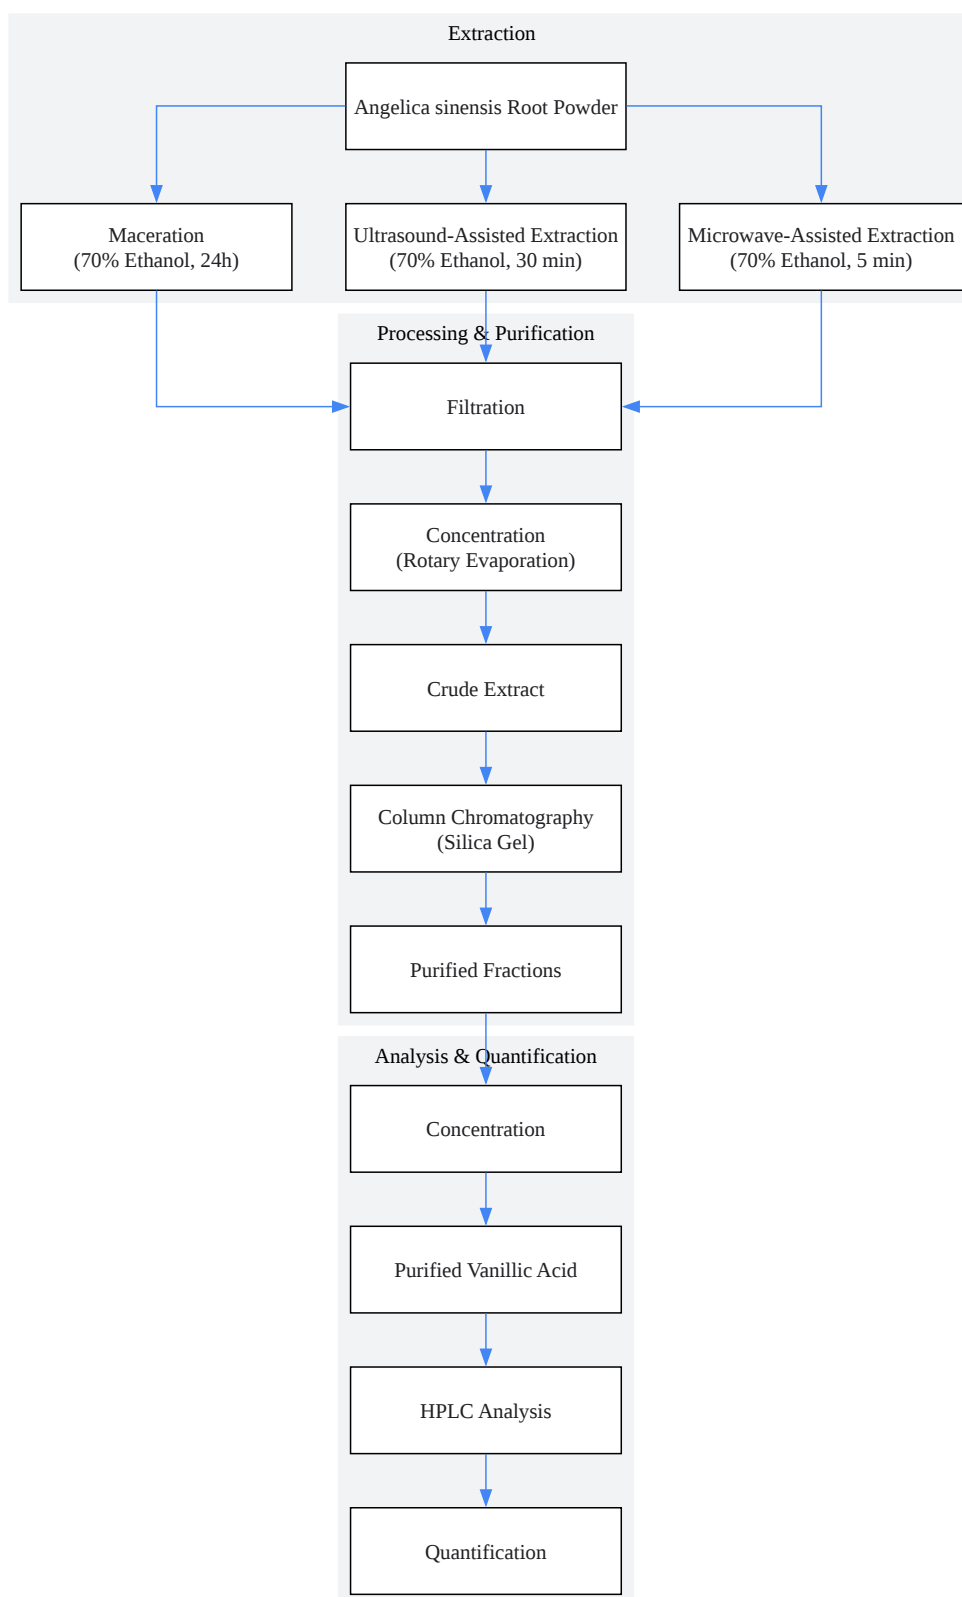 Extraction
Angelica sinensis Root Powder
Maceration
(70% Ethanol, 24h)
Ultrasound-Assisted Extraction
(70% Ethanol, 30 min)
Microwave-Assisted Extraction
(70% Ethanol, 5 min)
Processing & Purification
Filtration
Concentration
(Rotary Evaporation)
Crude Extract
Column Chromatography
(Silica Gel)
Purified Fractions
Analysis & Quantification
Concentration
Purified Vanillic Acid
HPLC Analysis
Quantification